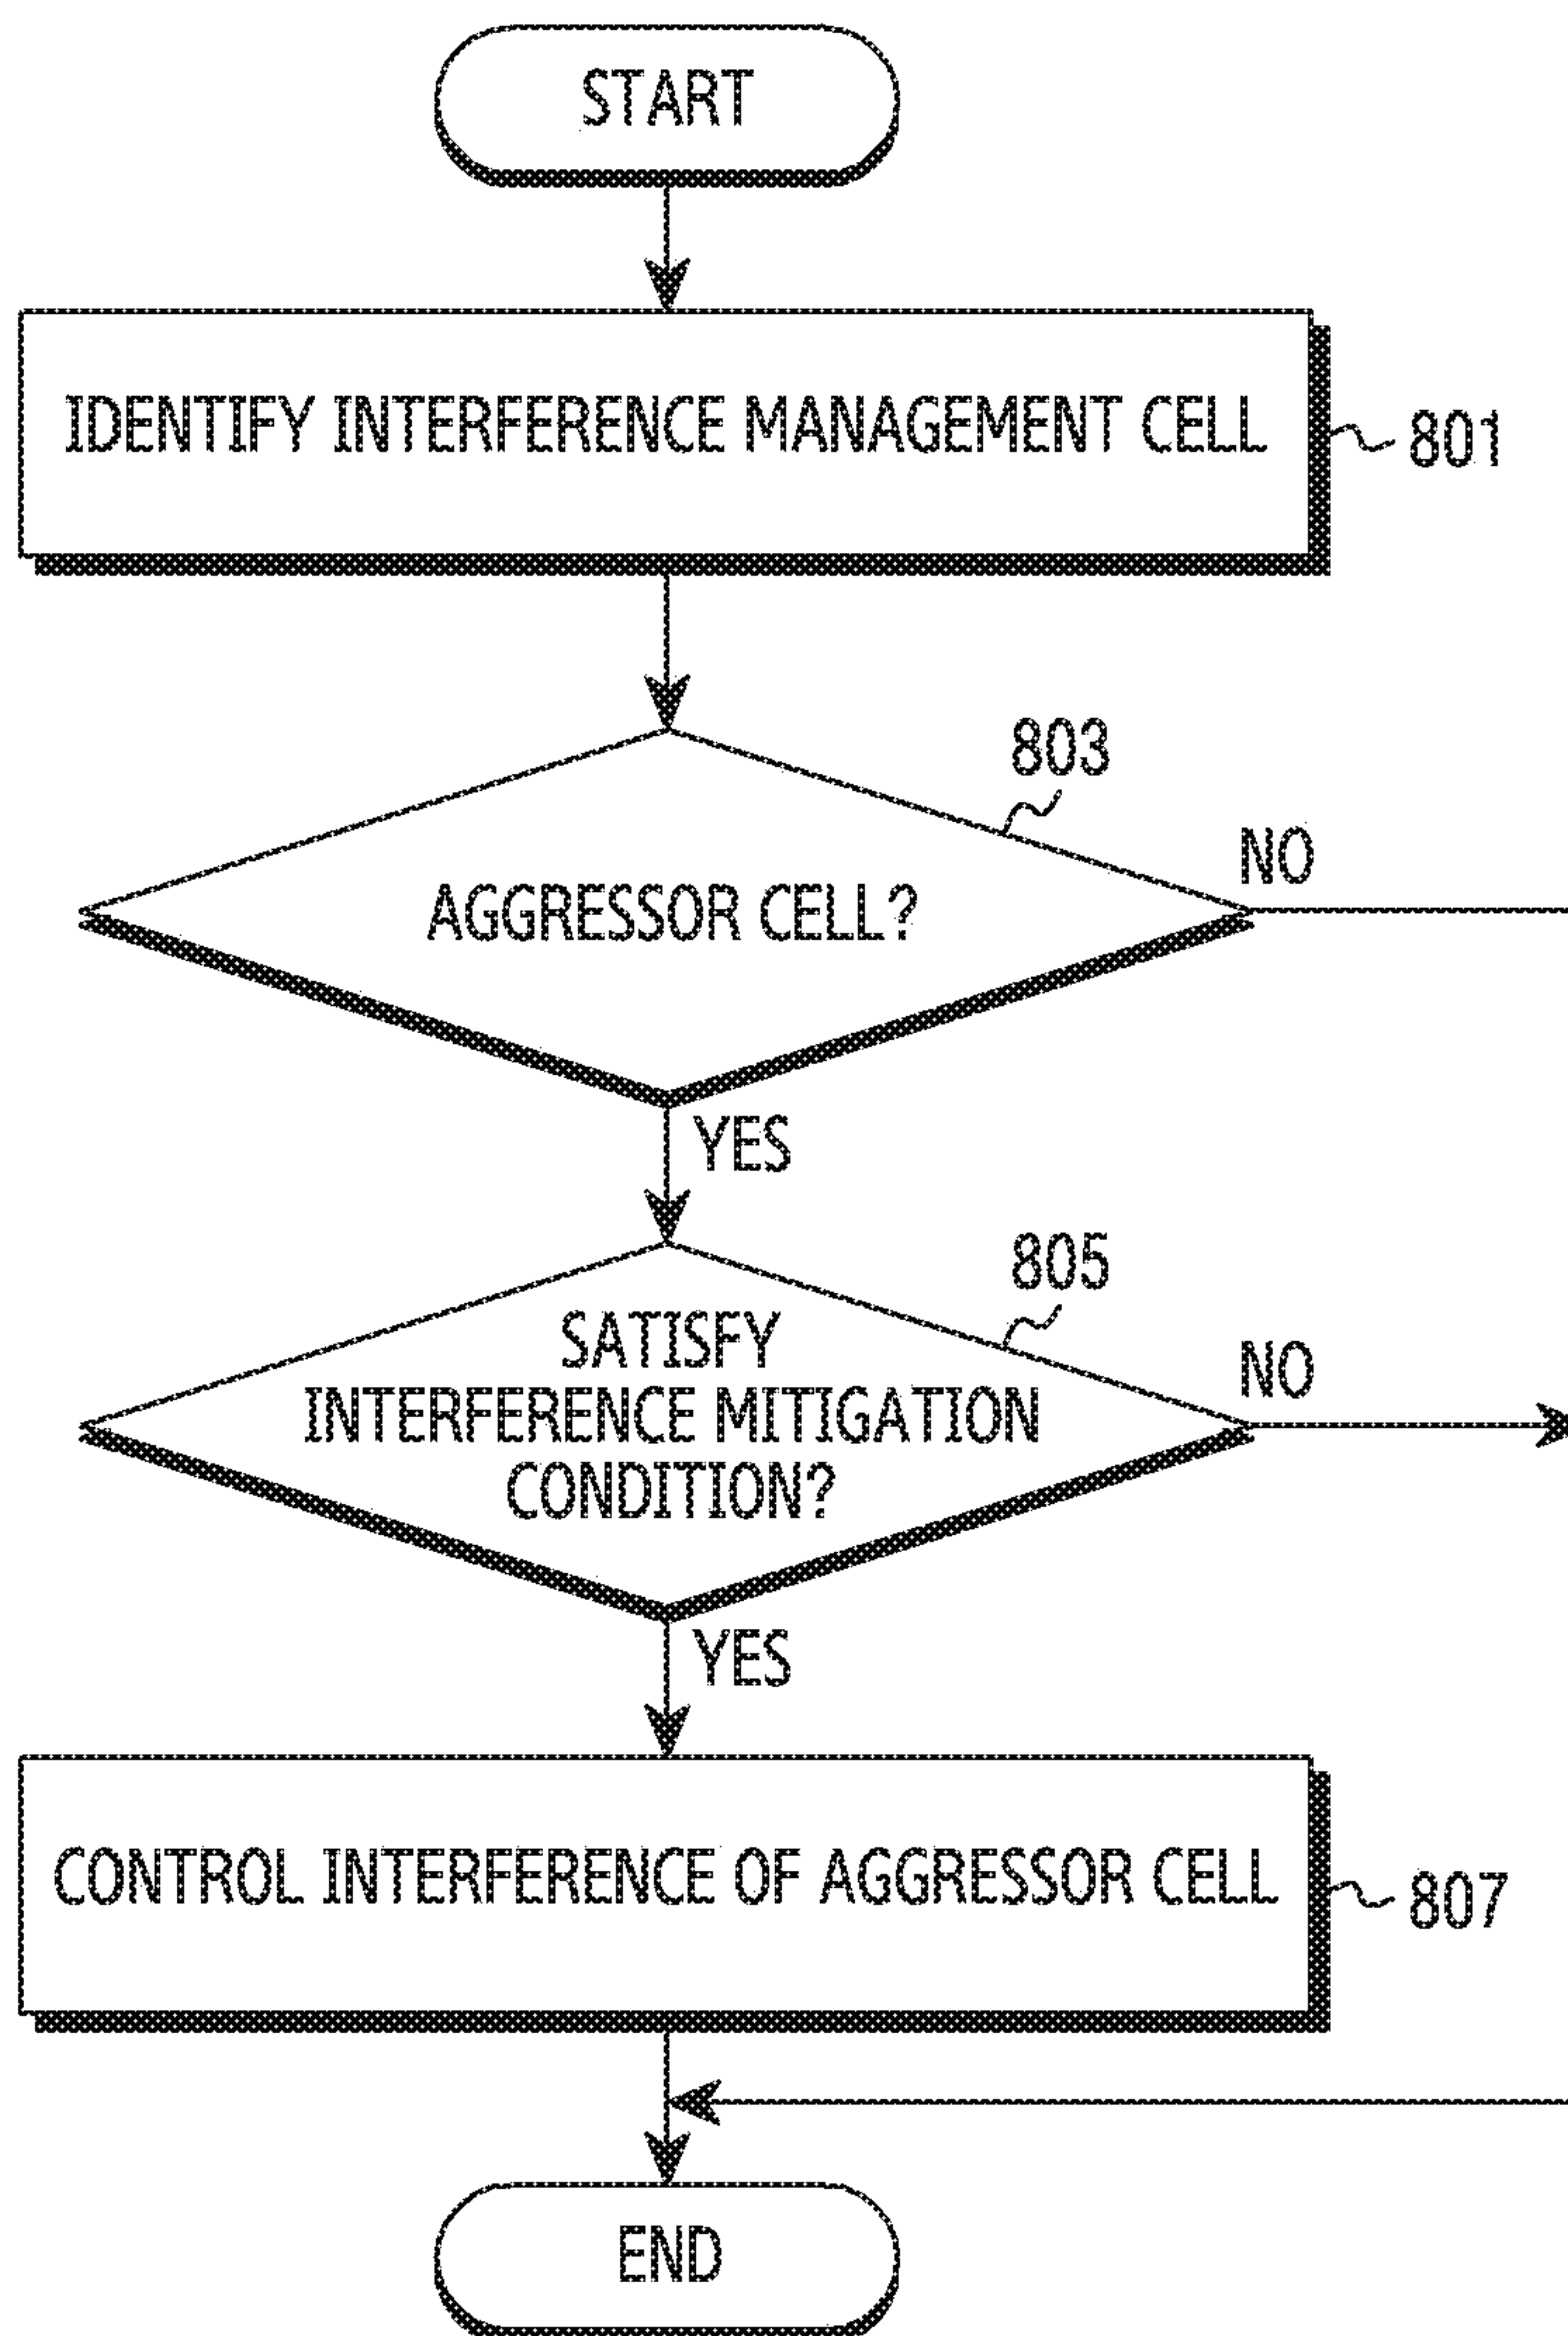 START
IDENTIFY INTERFERENCE MANAGEMENT CELL
801
803
NO
AGGRESSOR CELL?
YES
805
NO
SATISFY
INTERFERENCE MITIGATION
CONDITION?
YES
CONTROL INTERFERENCE OF AGGRESSOR CELL
807
END